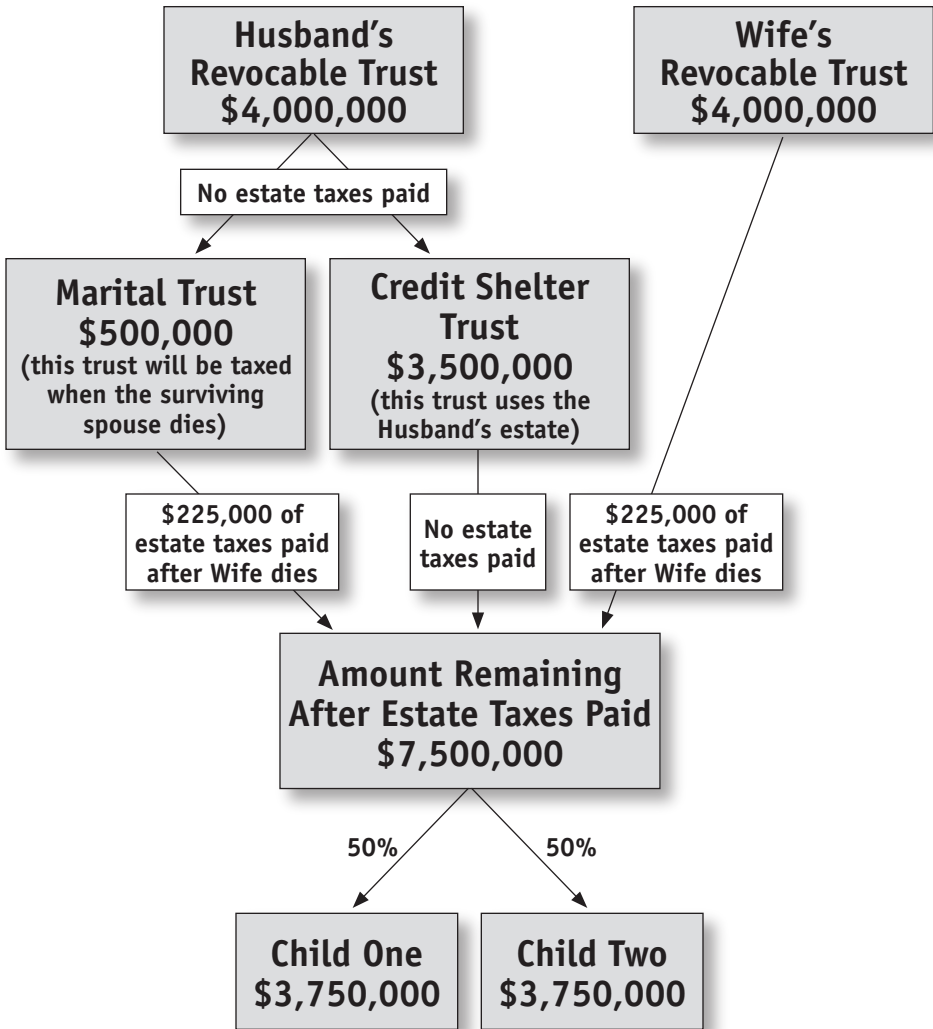 Husband's
Revocable Trust
$4,000,000
Wife's
Revocable Trust
$4,000,000
No estate taxes paid
Marital Trust
$500,000
(this trust will be taxed
when the surviving
spouse dies)
Credit Shelter
Trust
$3,500,000
(this trust uses the
Husband's estate)
$225,000 of
estate taxes paid
after Wife dies
No estate
taxes paid
$225,000 of
estate taxes paid
after Wife dies
Amount Remaining
After Estate Taxes Paid
$7,500,000
50%
50%
Child One
$3,750,000
Child Two
$3,750,000